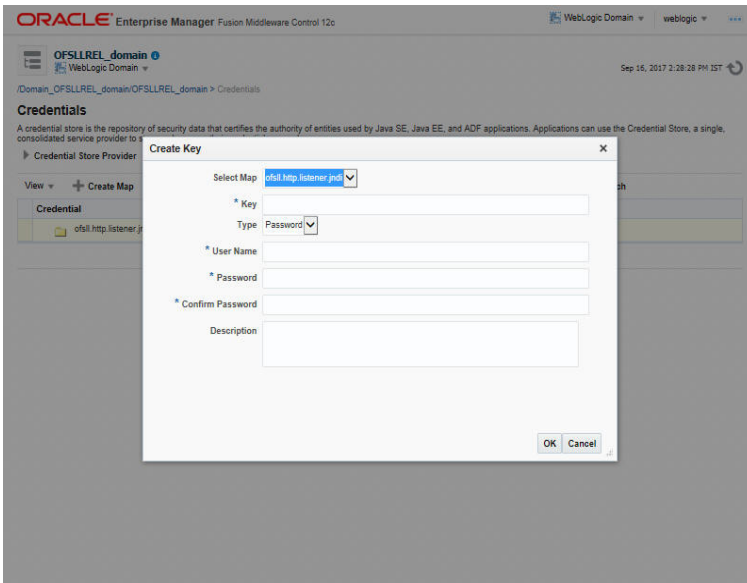 ORACLE Enterprise Manager Fusion Middleware Control 12c
WebLogic Domain
weblogic
OFSLLREL_domain
WebLogic Domain
Sep 16, 2017 2:28:28 PM IST
/Domain_OFSLLREL_domain/OFSLLREL_domain > Credentials
Credentials
A credential store is the repository of security data that certifies the authority of entities used by Java SE, Java EE, and ADF applications. Applications can use the Credential Store, a single,
consolidated service provider to
Credential Store Provider
View
Create Map
Credential
ofsll.http.listener.j
Create Key
Select Map ofsll.http.listener.jndi
* Key
Type Password
* User Name
* Password
* Confirm Password
Description
OK Cancel